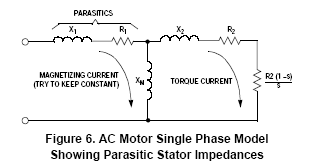 PARASITICS
X1 R1 X2 R2
MAGNETIZING CURRENT
(TRY TO KEEP CONSTANT)
XM
TORQUE CURRENT
R2 (1 –s)
s
Figure 6. AC Motor Single Phase Model
Showing Parasitic Stator Impedances